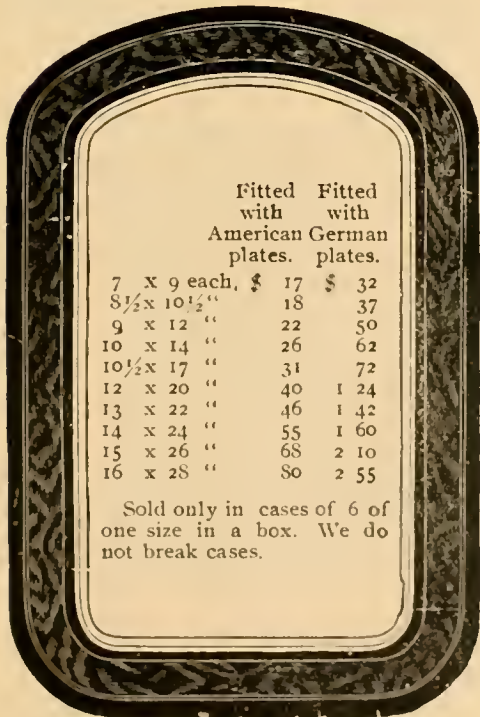 Fitted Fitted
with with
American German
plates. plates.
7 x 9 each, $ 17 $ 32
8½ x 10½ “ 18 37
9 x 12 “ 22 50
10 x 14 “ 26 62
10½ x 17 “ 31 72
12 x 20 “ 40 1 24
13 x 22 “ 46 1 42
14 x 24 “ 55 1 60
15 x 26 “ 68 2 10
16 x 28 “ 80 2 55
Sold only in cases of 6 of
one size in a box. We do
not break cases.